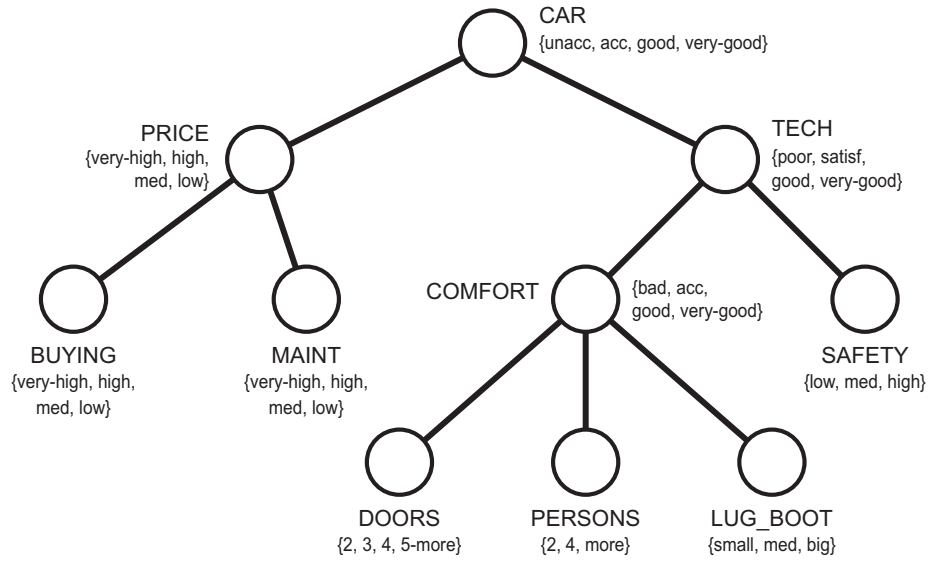 CAR
{unacc, acc, good, very-good}
PRICE
{very-high, high,
med, low}
TECH
{poor, satisf,
good, very-good}
COMFORT
{bad, acc,
good, very-good}
BUYING
{very-high, high,
med, low}
MAINT
{very-high, high,
med, low}
SAFETY
{low, med, high}
DOORS
{2, 3, 4, 5-more}
PERSONS
{2, 4, more}
LUG_BOOT
{small, med, big}